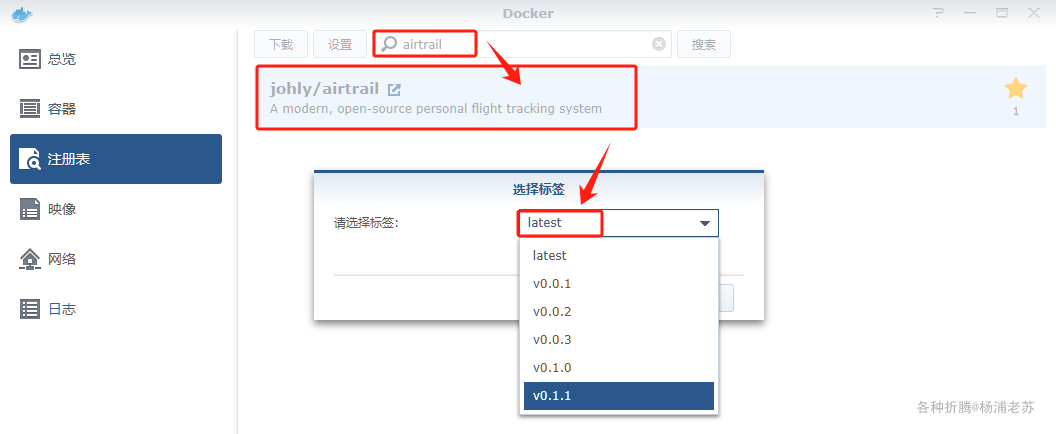 Docker
总览
容器
注册表
映像
网络
日志
下载 设置 airtrail 搜索
johly/airtrail
A modern, open-source personal flight tracking system
1
选择标签
请选择标签: latest
latest
v0.0.1
v0.0.2
v0.0.3
v0.1.0
v0.1.1
各种折腾@杨浦老苏